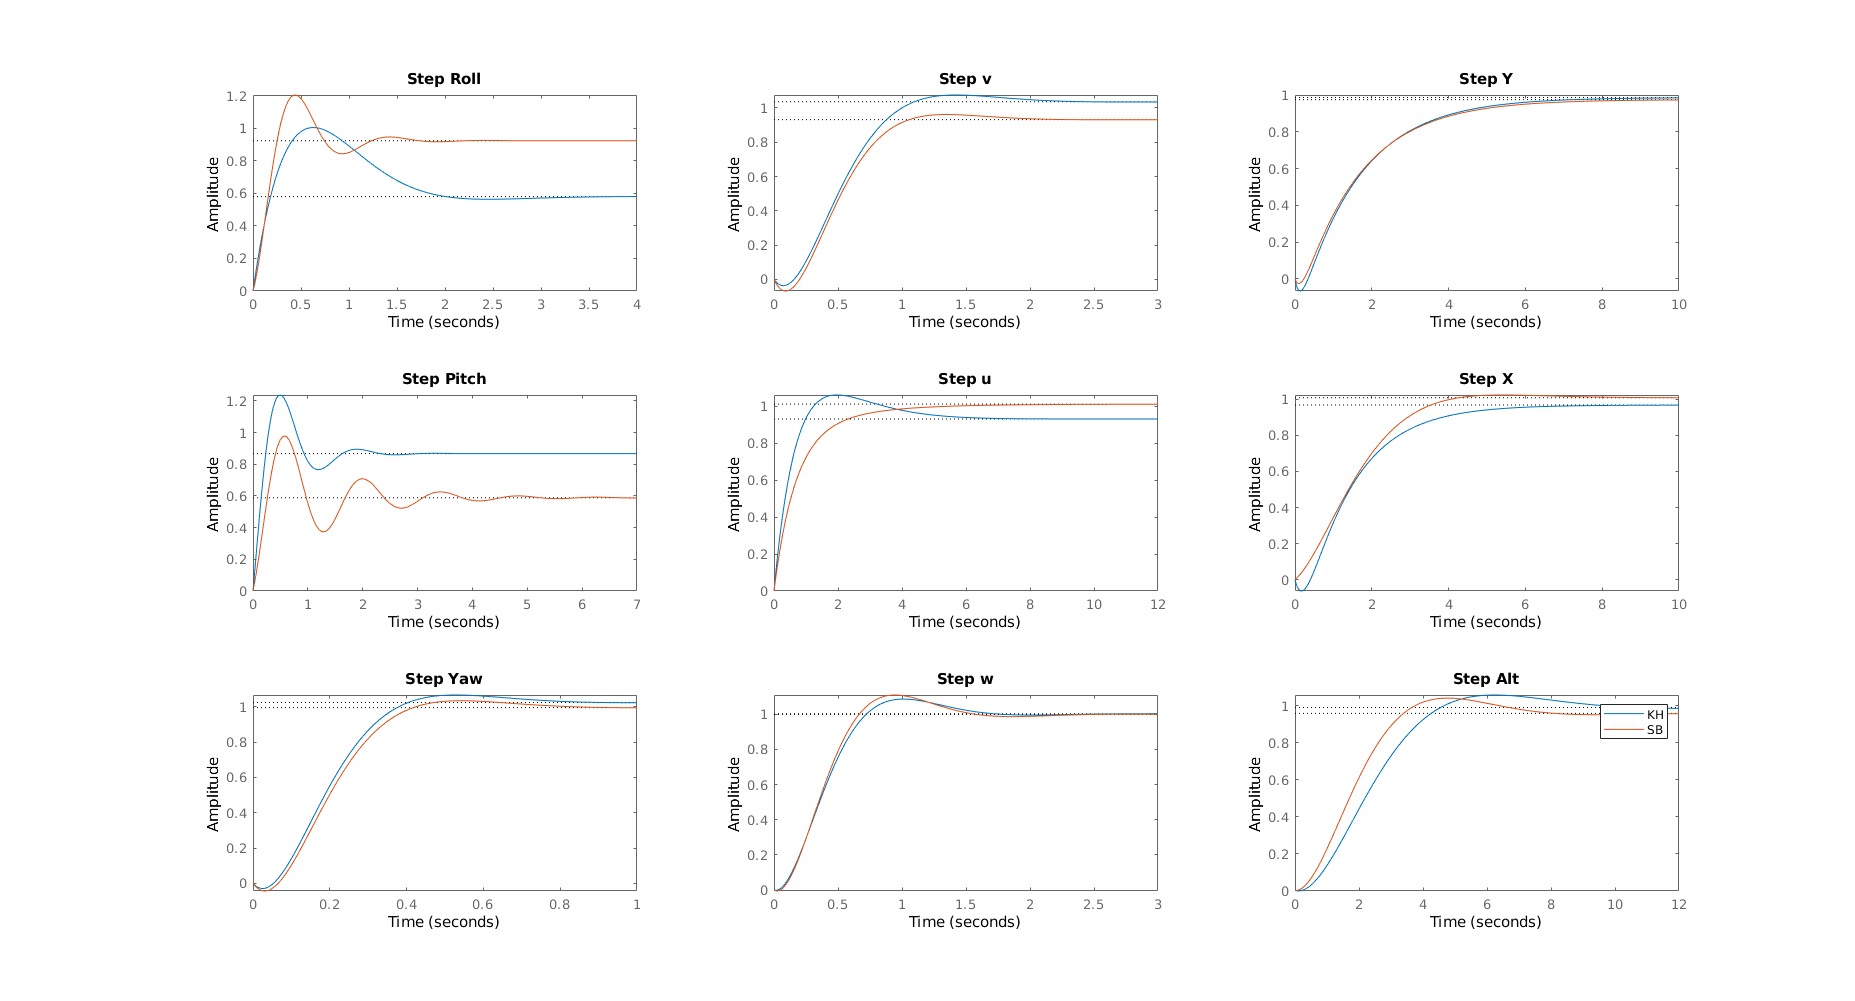 Step Roll
Amplitude
1.2
1
0.8
0.6
0.4
0.2
0
0 0.5 1 1.5 2 2.5 3 3.5 4
Time (seconds)
Step v
Amplitude
1
0.8
0.6
0.4
0.2
0
0 0.5 1 1.5 2 2.5 3
Time (seconds)
Step Y
Amplitude
1
0.8
0.6
0.4
0.2
0
0 2 4 6 8 10
Time (seconds)
Step Pitch
Amplitude
1.2
1
0.8
0.6
0.4
0.2
0
0 1 2 3 4 5 6 7
Time (seconds)
Step u
Amplitude
1
0.8
0.6
0.4
0.2
0
0 2 4 6 8 10 12
Time (seconds)
Step X
Amplitude
1
0.8
0.6
0.4
0.2
0
0 2 4 6 8 10
Time (seconds)
Step Yaw
Amplitude
1
0.8
0.6
0.4
0.2
0
0 0.2 0.4 0.6 0.8 1
Time (seconds)
Step w
Amplitude
1
0.8
0.6
0.4
0.2
0
0 0.5 1 1.5 2 2.5 3
Time (seconds)
Step Alt
Amplitude
1
0.8
0.6
0.4
0.2
0
KH
SB
0 2 4 6 8 10 12
Time (seconds)